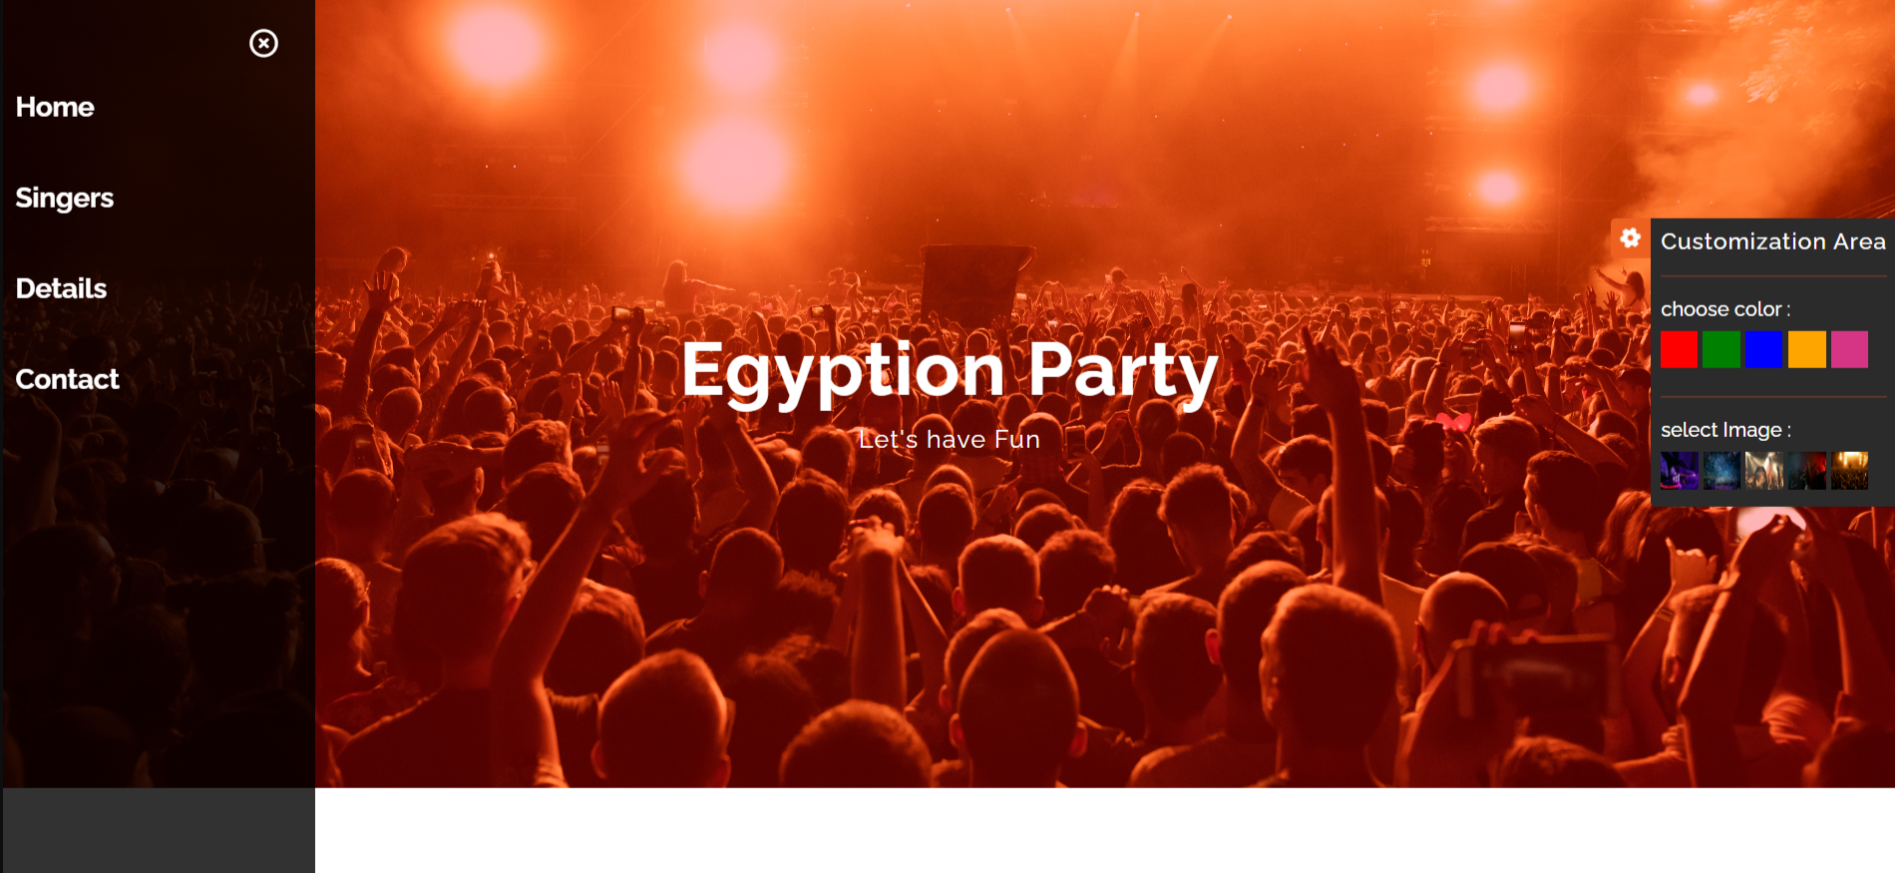 Home
Singers
Details
Contact
Egyption Party
Let's have Fun
Customization Area
choose color :
select Image :